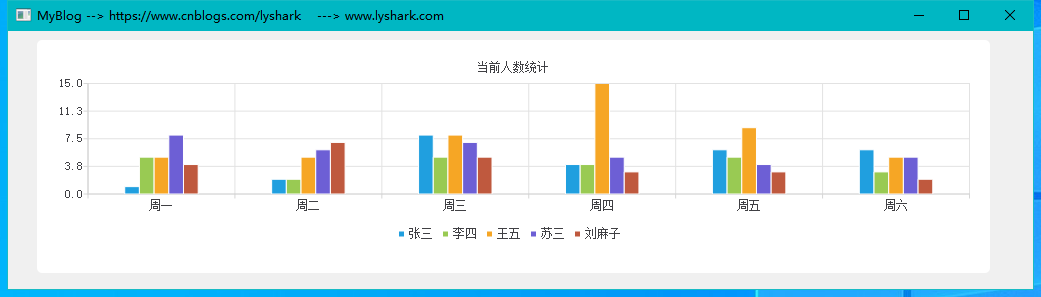 MyBlog --> https://www.cnblogs.com/lyshark ---> www.lyshark.com
当前人数统计
15.0
11.3
7.5
3.8
0.0
周一 周二 周三 周四 周五 周六
张三 李四 王五 苏三 刘麻子